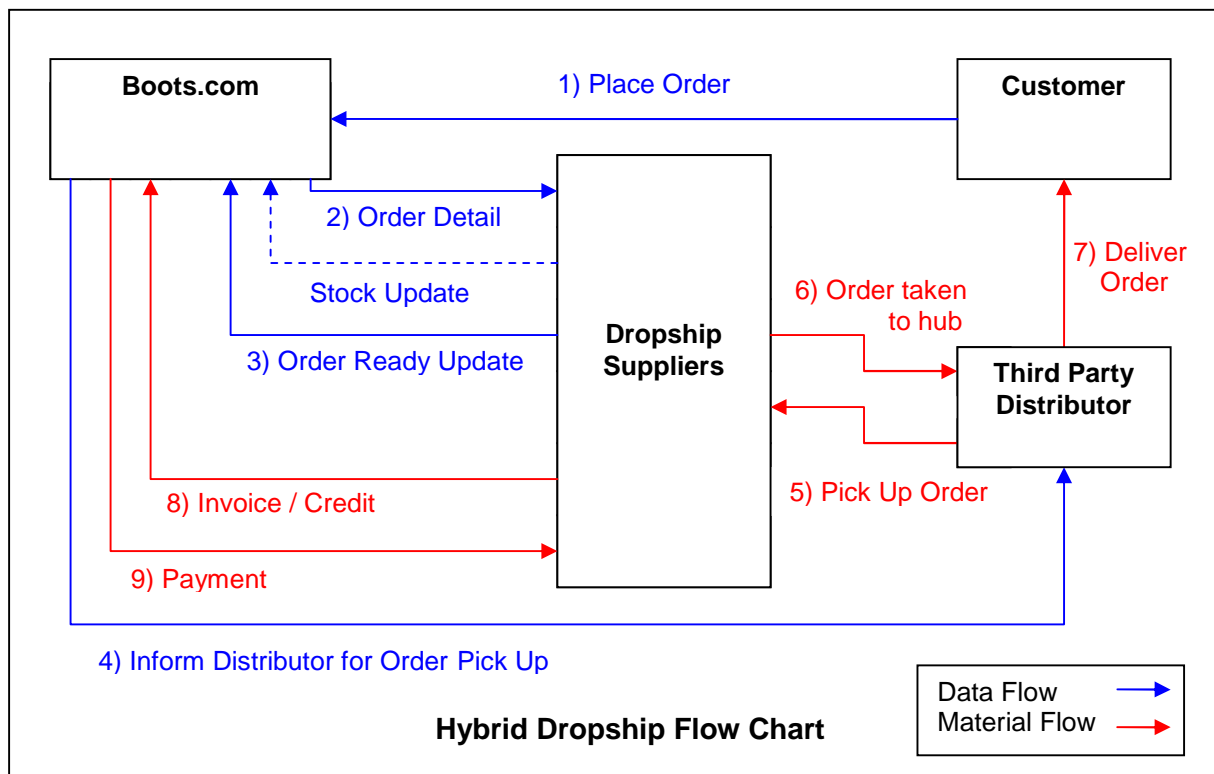 Boots.com
1) Place Order
Customer
2) Order Detail
Stock Update
3) Order Ready Update
Dropship
Suppliers
6) Order taken
to hub
7) Deliver
Order
Third Party
Distributor
5) Pick Up Order
8) Invoice / Credit
9) Payment
4) Inform Distributor for Order Pick Up
Hybrid Dropship Flow Chart
Data Flow
Material Flow